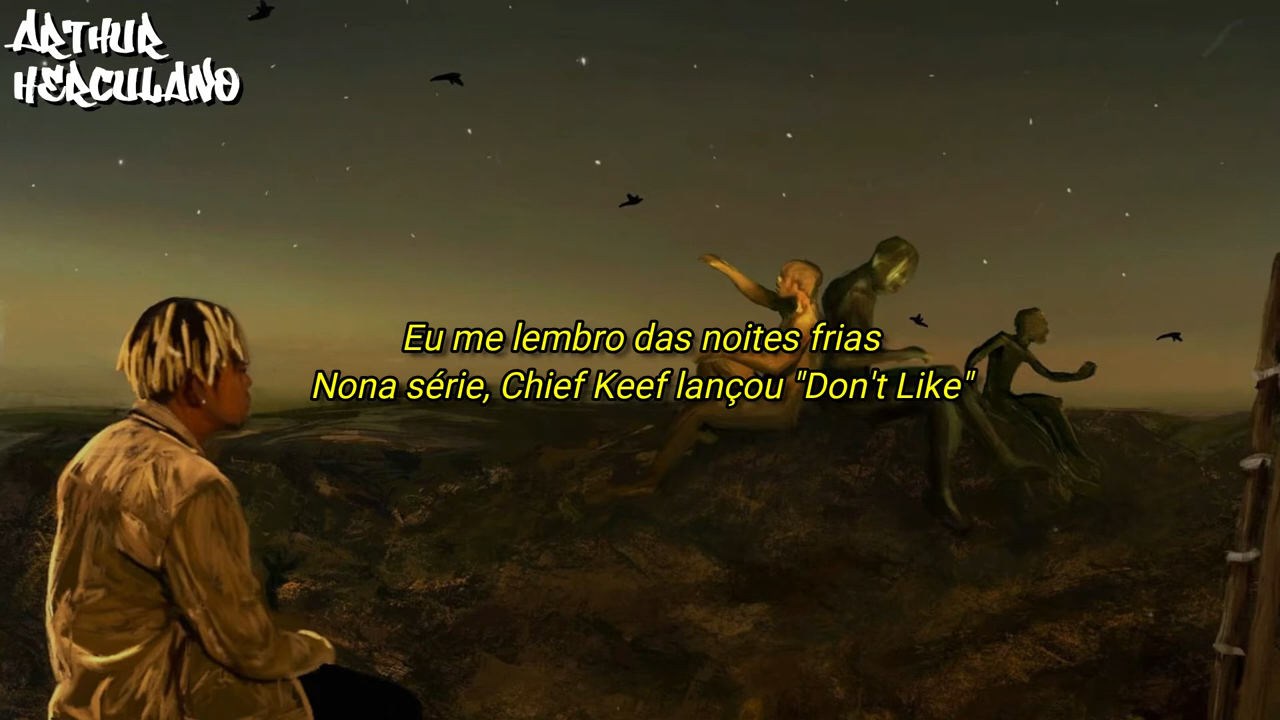 ARTHUR
HERCULANO
Eu me lembro das noites frias
Nona série, Chief Keef lançou "Don't Like"